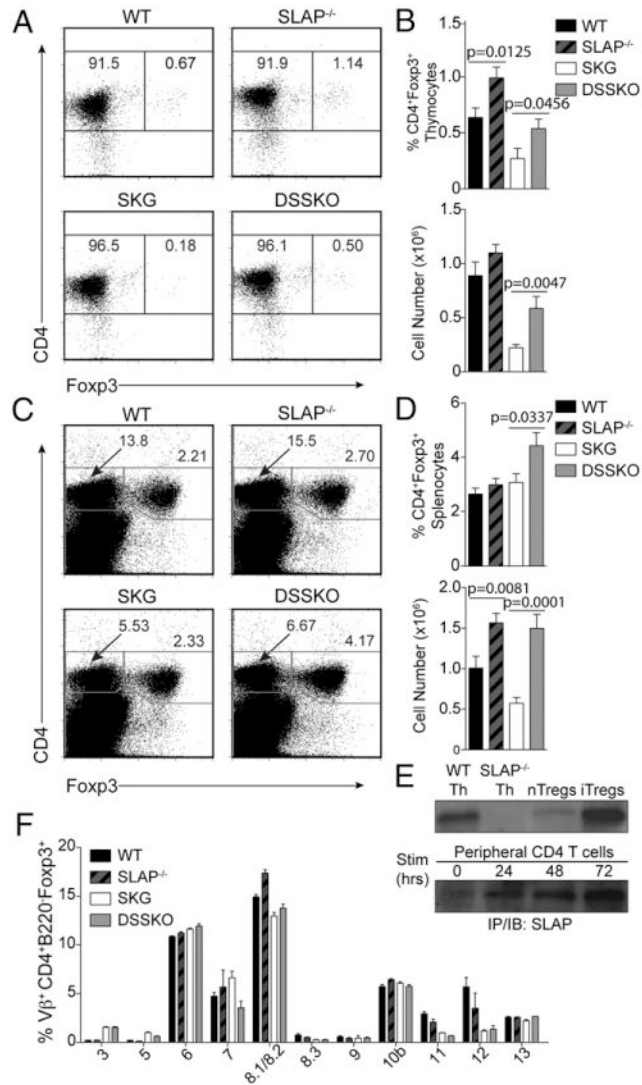 A
WT
SLAP-/-
91.5
0.67
91.9
1.14
SKG
DSSKO
96.5
0.18
96.1
0.50
CD4
Foxp3
B
% CD4+Foxp3+
Thymocytes
1.5
1.0
0.5
0
p=0.0125
p=0.0456
WT
SLAP-/-
SKG
DSSKO
Cell Number (x10⁶)
1.5
1.0
0.5
0
p=0.0047
C
WT
SLAP-/-
13.8
2.21
15.5
2.70
SKG
DSSKO
5.53
2.33
6.67
4.17
CD4
Foxp3
D
% CD4+Foxp3+
Splenocytes
6
4
2
0
p=0.0337
WT
SLAP-/-
SKG
DSSKO
Cell Number (x10⁶)
2.0
1.5
1.0
0.5
0
p=0.0081
p=0.0001
E
WT SLAP-/-
Th Th nTregs iTregs
Stim
(hrs)
Peripheral CD4 T cells
0 24 48 72
IP/IB: SLAP
F
% Vβ+ CD4+B220-Foxp3+
20
15
10
5
0
WT
SLAP-/-
SKG
DSSKO
3 5 6 7 8.1/8.2 8.3 9 10b 11 12 13